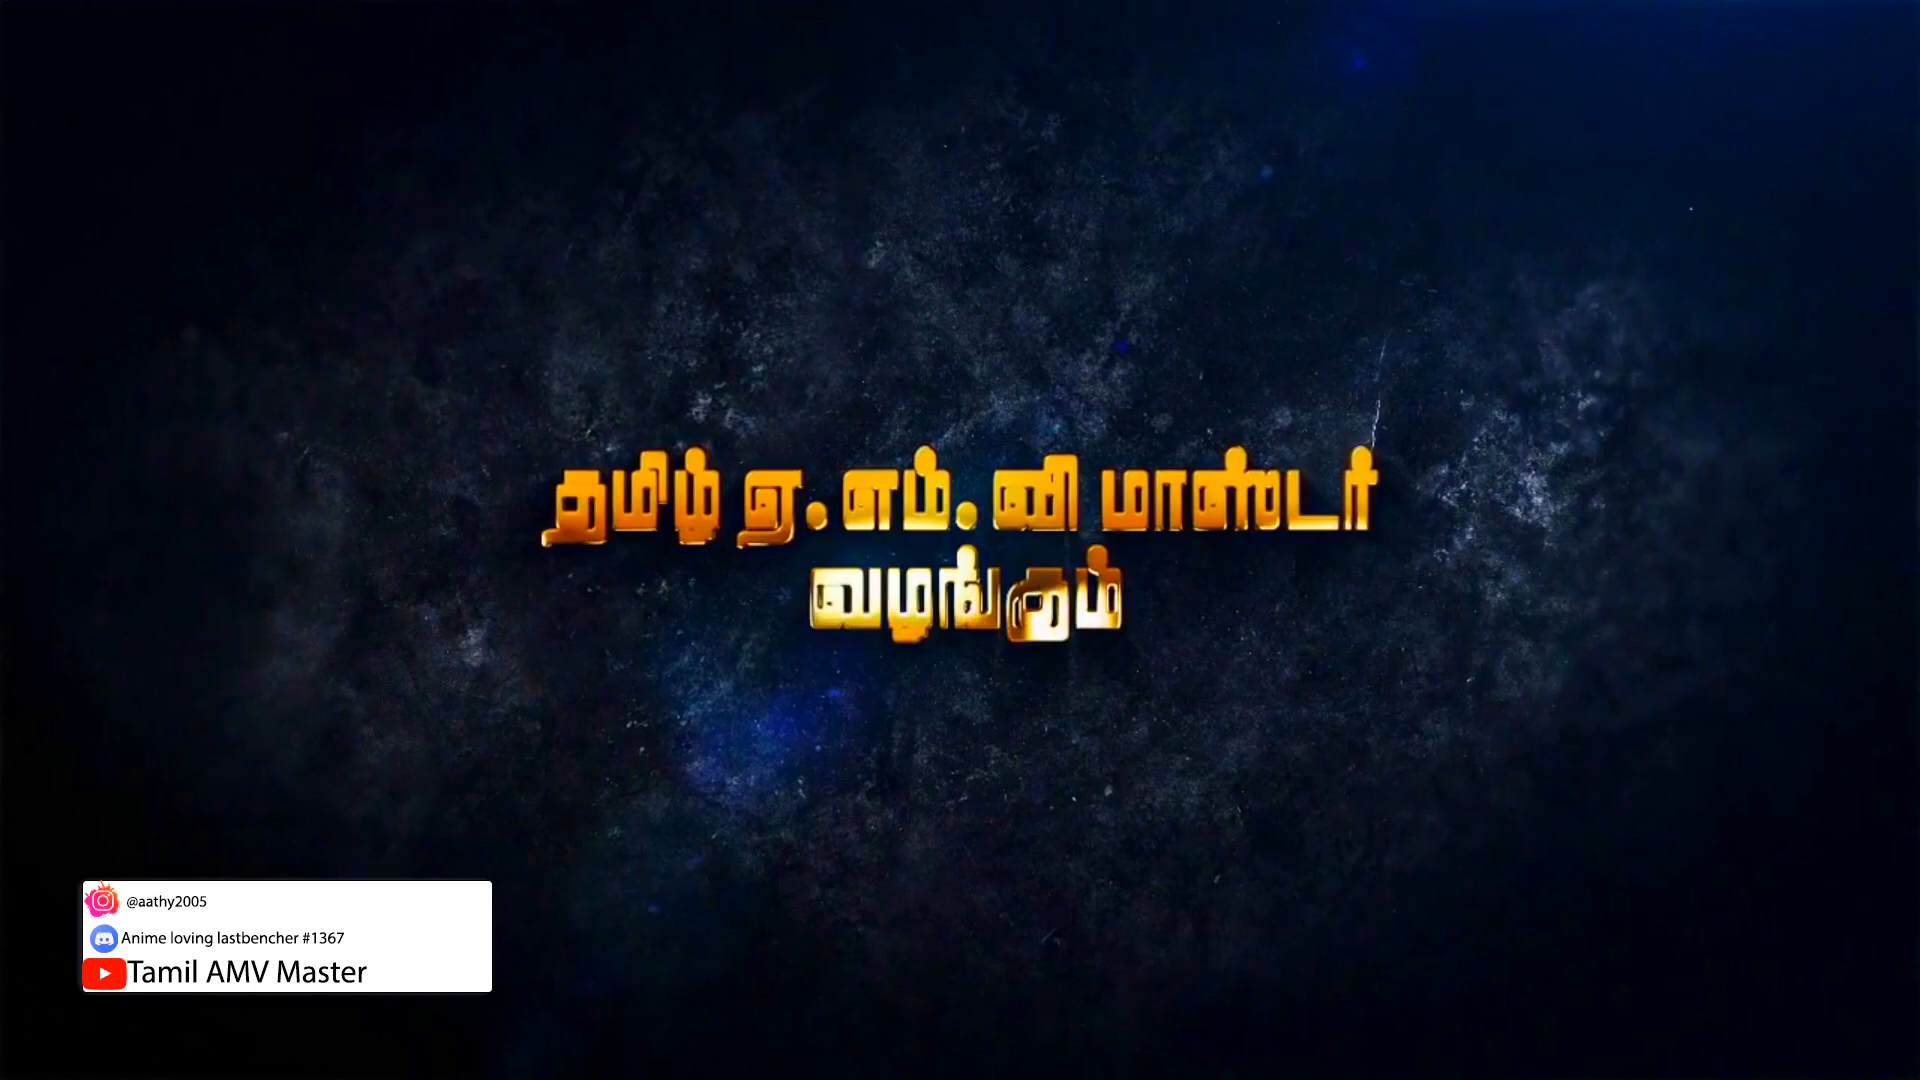 தமிழ் ஏ.எம்.வி மாஸ்டர்
வழங்கும்
@aathy2005
Anime loving lastbencher #1367
Tamil AMV Master